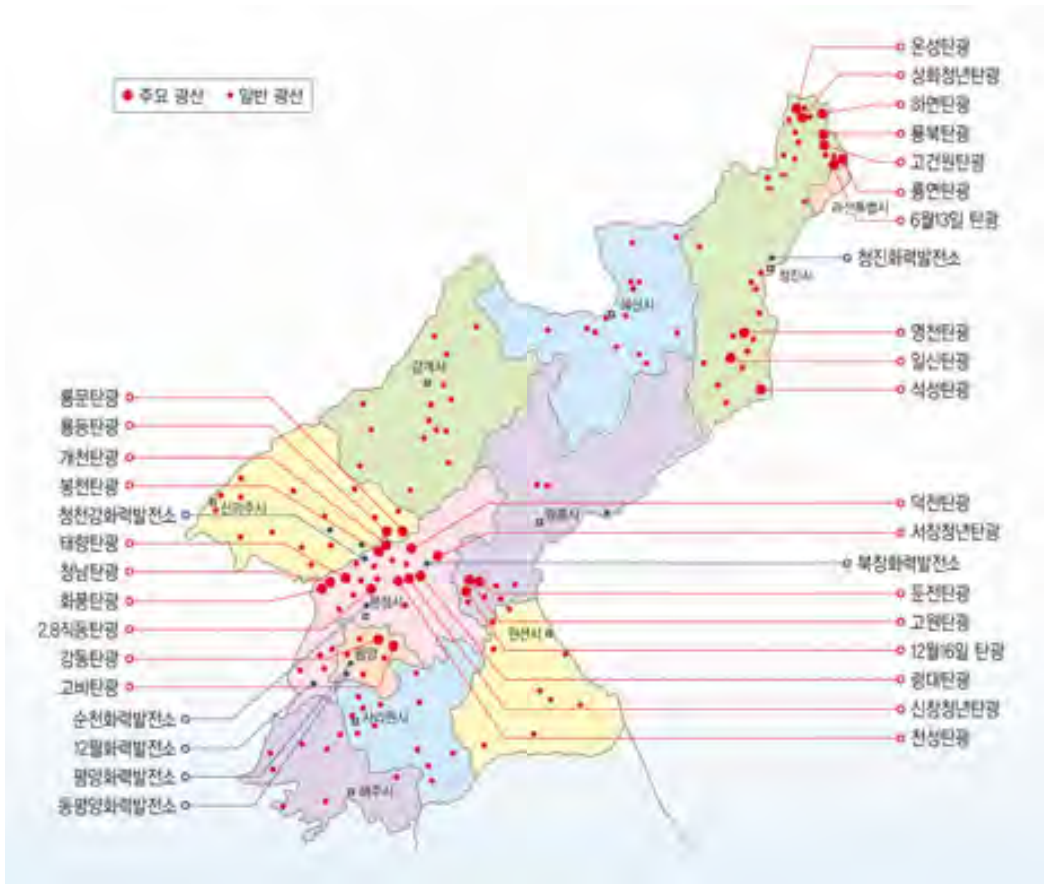 주요 광산
일반 광산
온성탄광
상화청년탄광
하연탄광
룡북탄광
고건원탄광
룡연탄광
6월13일 탄광
라선특별시
청진화력발전소
청진시
혜산시
명천탄광
일신탄광
석성탄광
강계시
룡문탄광
룡등탄광
개천탄광
봉천탄광
청천강화력발전소
태향탄광
청남탄광
화풍탄광
2.8직동탄광
강동탄광
고비탄광
순천화력발전소
12월화력발전소
평양화력발전소
동평양화력발전소
신의주시
함흥시
평성시
평양
원산시
사리원시
해주시
덕천탄광
서창청년탄광
북창화력발전소
둔전탄광
고원탄광
12월16일 탄광
령대탄광
신창청년탄광
천성탄광